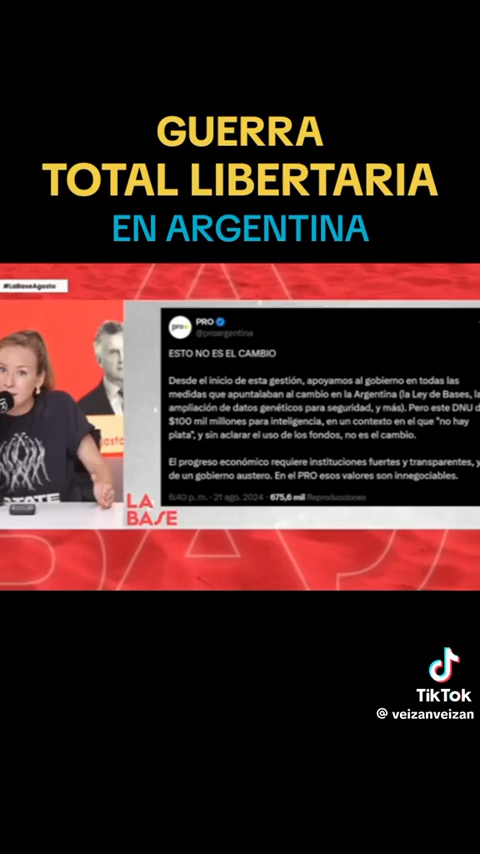 GUERRA
TOTAL LIBERTARIA
EN ARGENTINA
#LaBaseAgosto
PRO
@proargentina
ESTO NO ES EL CAMBIO
Desde el inicio de esta gestión, apoyamos al gobierno en todas las
medidas que apuntalaban al cambio en la Argentina (la Ley de Bases, la
ampliación de datos genéticos para seguridad, y más). Pero este DNU d
$100 mil millones para inteligencia, en un contexto en el que "no hay
plata", y sin aclarar el uso de los fondos, no es el cambio.
El progreso económico requiere instituciones fuertes y transparentes, y
de un gobierno austero. En el PRO esos valores son innegociables.
6:40 p. m. · 21 ago. 2024 · 675,6 mil Reproducciones
LA
BASE
TikTok
@ veizanveizan